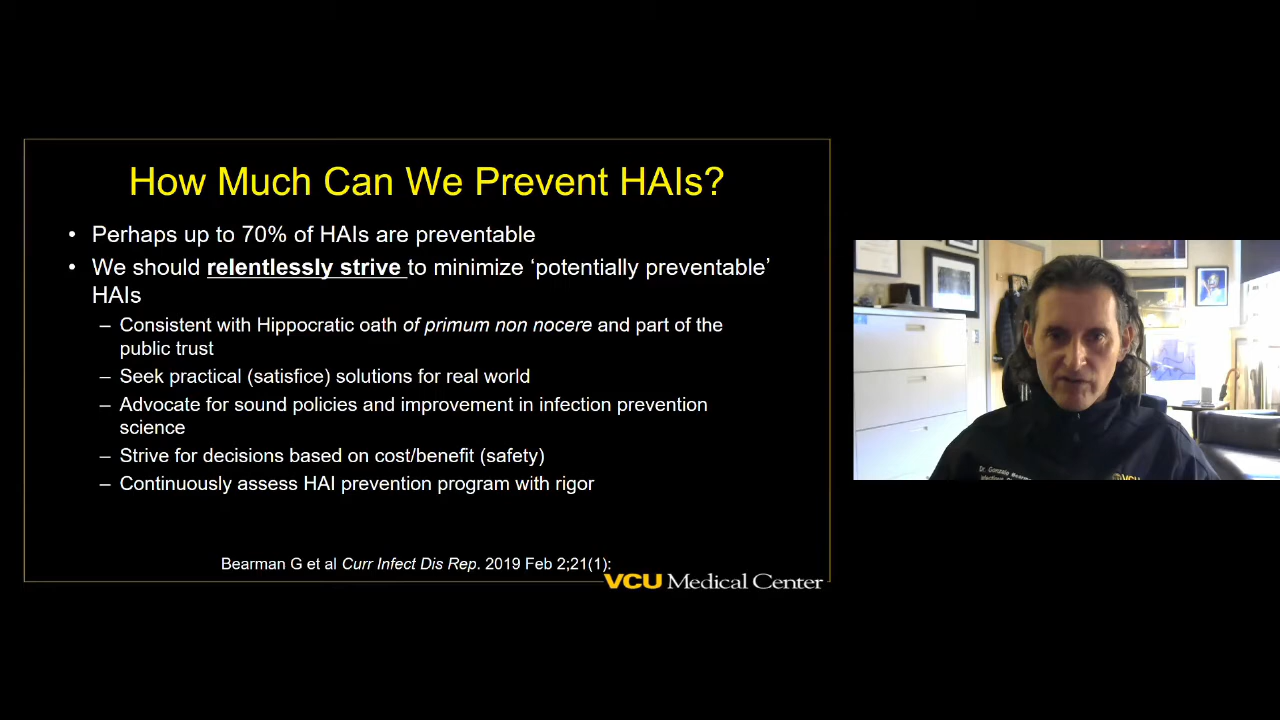 How Much Can We Prevent HAIs?
• Perhaps up to 70% of HAIs are preventable
• We should relentlessly strive to minimize ‘potentially preventable’
HAIs
– Consistent with Hippocratic oath of primum non nocere and part of the
public trust
– Seek practical (satisfice) solutions for real world
– Advocate for sound policies and improvement in infection prevention
science
– Strive for decisions based on cost/benefit (safety)
– Continuously assess HAI prevention program with rigor
Bearman G et al Curr Infect Dis Rep. 2019 Feb 2;21(1):
VCU Medical Center
Dr. Gonzalo Bearman
VCU